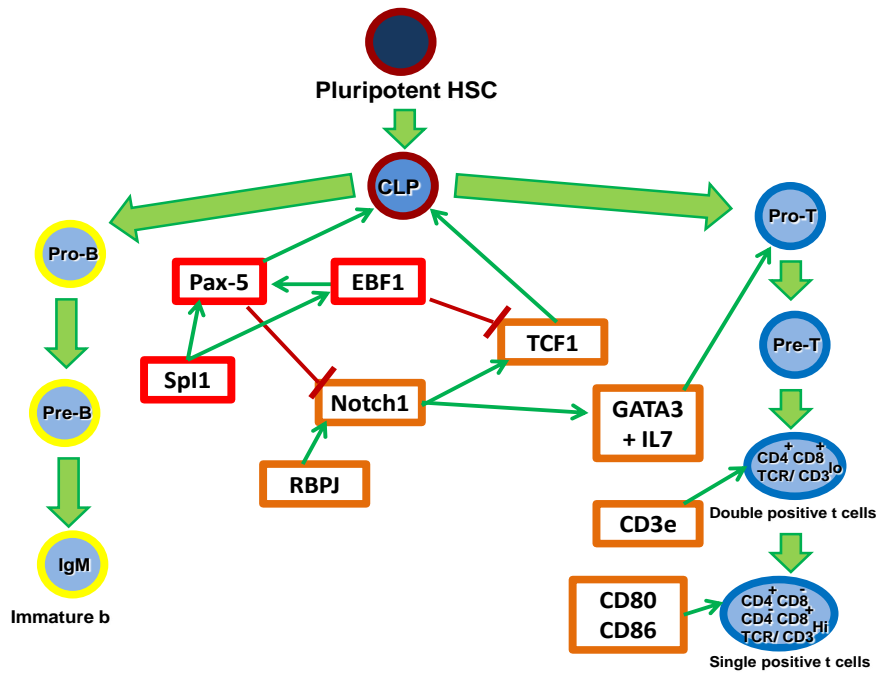 Pluripotent HSC
CLP
Pro-T
Pro-B
Pax-5
EBF1
TCF1
Pre-T
Spl1
Pre-B
Notch1
GATA3
+ IL7
CD4+ CD8+
TCR/ CD3lo
RBPJ
Double positive t cells
CD3e
IgM
CD80
CD86
CD4+ CD8-
CD4- CD8+
TCR/ CD3Hi
Immature b
Single positive t cells